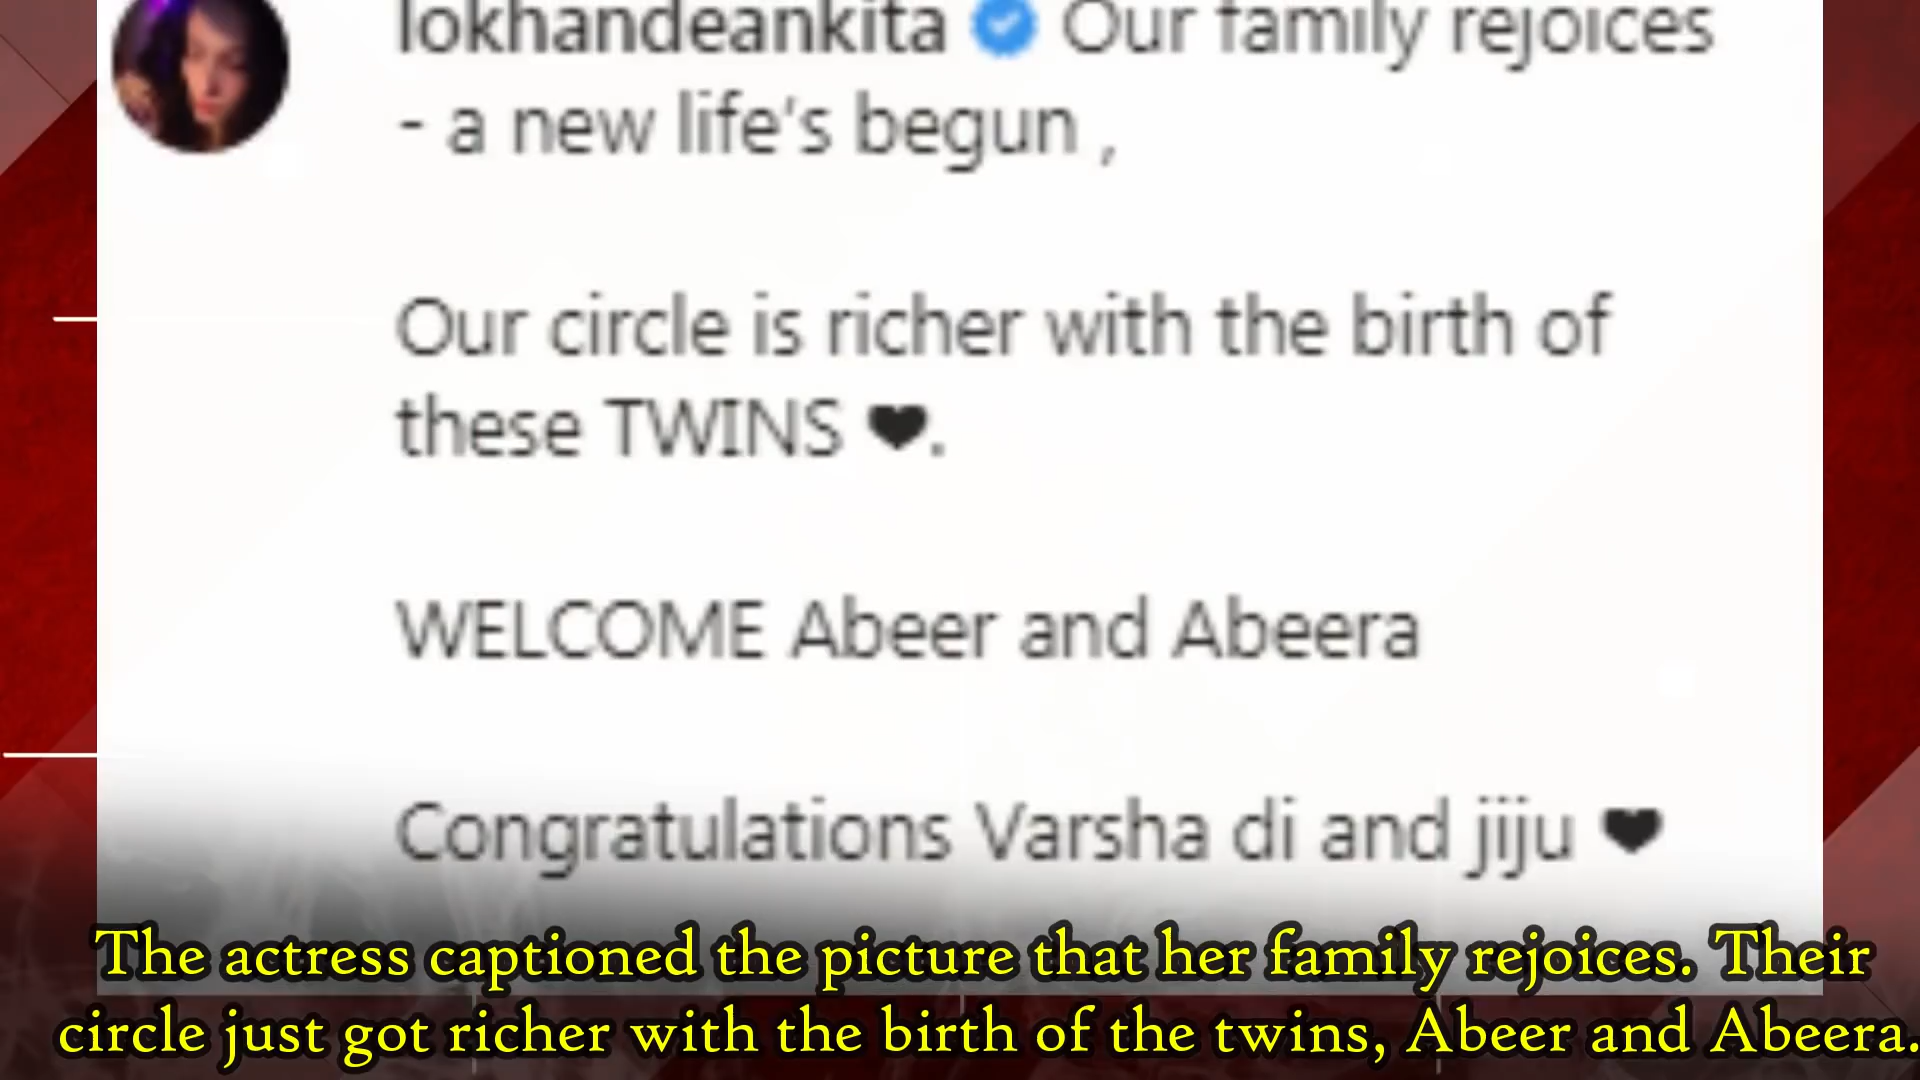 lokhandeankita Our family rejoices
- a new life's begun ,
Our circle is richer with the birth of
these TWINS ♥.
WELCOME Abeer and Abeera
Congratulations Varsha di and jiju ♥
The actress captioned the picture that her family rejoices. Their
circle just got richer with the birth of the twins, Abeer and Abeera.